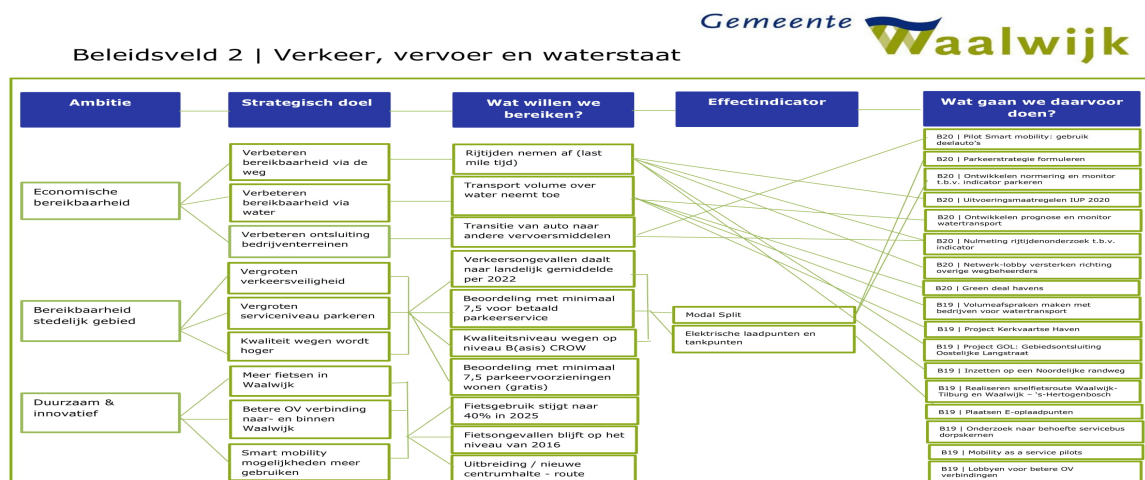 Gemeente
Waalwijk
Beleidsveld 2 | Verkeer, vervoer en waterstaat
Ambitie
Strategisch doel
Wat willen we
bereiken?
Effectindicator
Wat gaan we daarvoor
doen?
Economische
bereikbaarheid
Bereikbaarheid
stedelijk gebied
Duurzaam &
innovatief
Verbeteren
bereikbaarheid via de
weg
Verbeteren
bereikbaarheid via
water
Verbeteren ontsluiting
bedrijventerreinen
Vergroten
verkeersveiligheid
Vergroten
serviceniveau parkeren
Kwaliteit wegen wordt
hoger
Meer fietsen in
Waalwijk
Betere OV verbinding
naar- en binnen
Waalwijk
Smart mobility
mogelijkheden meer
gebruiken
Rijtijden nemen af (last
mile tijd)
Transport volume over
water neemt toe
Transitie van auto naar
andere vervoersmiddelen
Verkeersongevallen daalt
naar landelijk gemiddelde
per 2022
Beoordeling met minimaal
7,5 voor betaald
parkeerservice
Kwaliteitsniveau wegen op
niveau B(asis) CROW
Beoordeling met minimaal
7,5 parkeervoorzieningen
wonen (gratis)
Fietsgebruik stijgt naar
40% in 2025
Fietsongevallen blijft op het
niveau van 2016
Uitbreiding / nieuwe
centrumhalte - route
Modal Split
Elektrische laadpunten en
tankpunten
B20 | Pilot Smart mobility: gebruik
deelauto's
B20 | Parkeerstrategie formuleren
B20 | Ontwikkelen normering en monitor
t.b.v. indicator parkeren
B20 | Uitvoeringsmaatregelen IUP 2020
B20 | Ontwikkelen prognose en monitor
watertransport
B20 | Nulmeting rijtijdenonderzoek t.b.v.
indicator
B20 | Netwerk-lobby versterken richting
overige wegbeheerders
B20 | Green deal havens
B19 | Volumeafspraken maken met
bedrijven voor watertransport
B19 | Project Kerkvaartse Haven
B19 | Project GOL: Gebiedsontsluiting
Oostelijke Langstraat
B19 | Inzetten op een Noordelijke randweg
B19 | Realiseren snelfietsroute Waalwijk-
Tilburg en Waalwijk – 's-Hertogenbosch
B19 | Plaatsen E-oplaadpunten
B19 | Onderzoek naar behoefte servicebus
dorpskernen
B19 | Mobility as a service pilots
B19 | Lobbyen voor betere OV
verbindingen